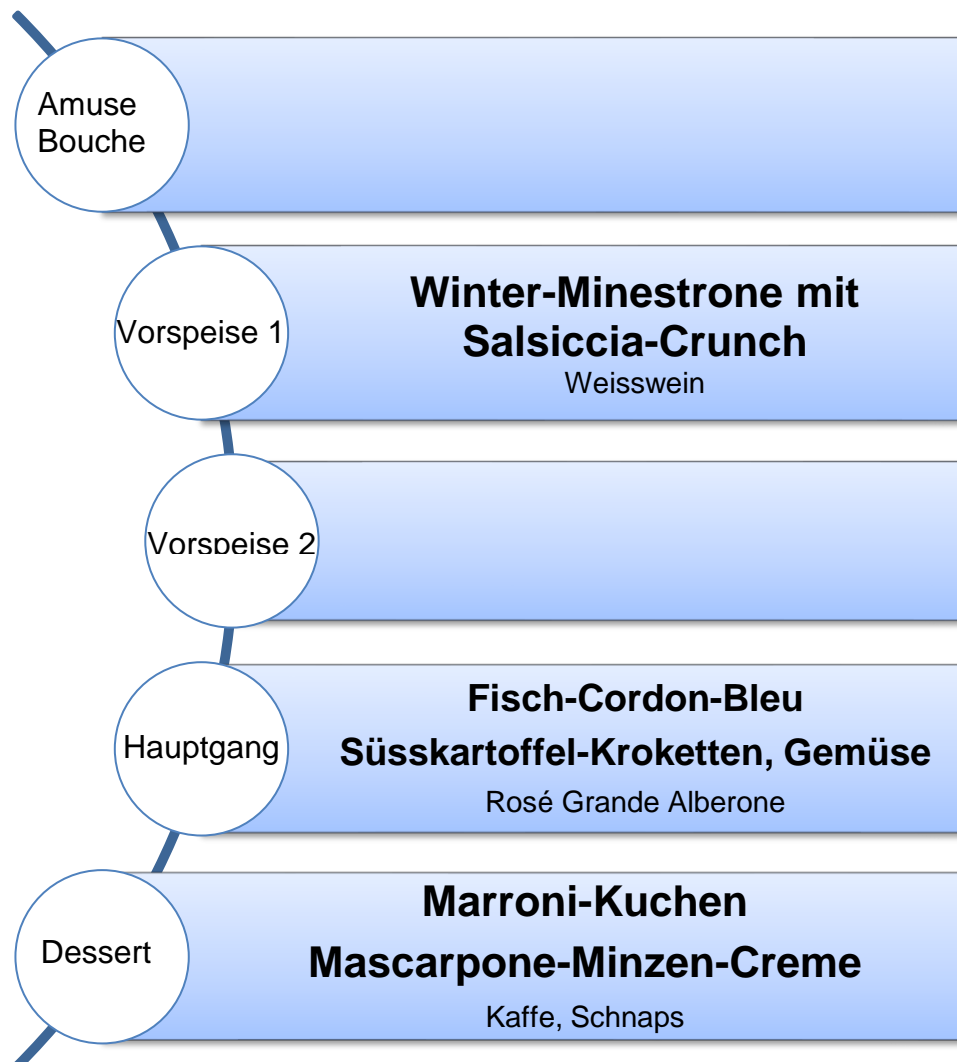 Amuse
Bouche
Vorspeise 1
Winter-Minestrone mit
Salsiccia-Crunch
Weisswein
Vorspeise 2
Hauptgang
Fisch-Cordon-Bleu
Süsskartoffel-Kroketten, Gemüse
Rosé Grande Alberone
Dessert
Marroni-Kuchen
Mascarpone-Minzen-Creme
Kaffe, Schnaps